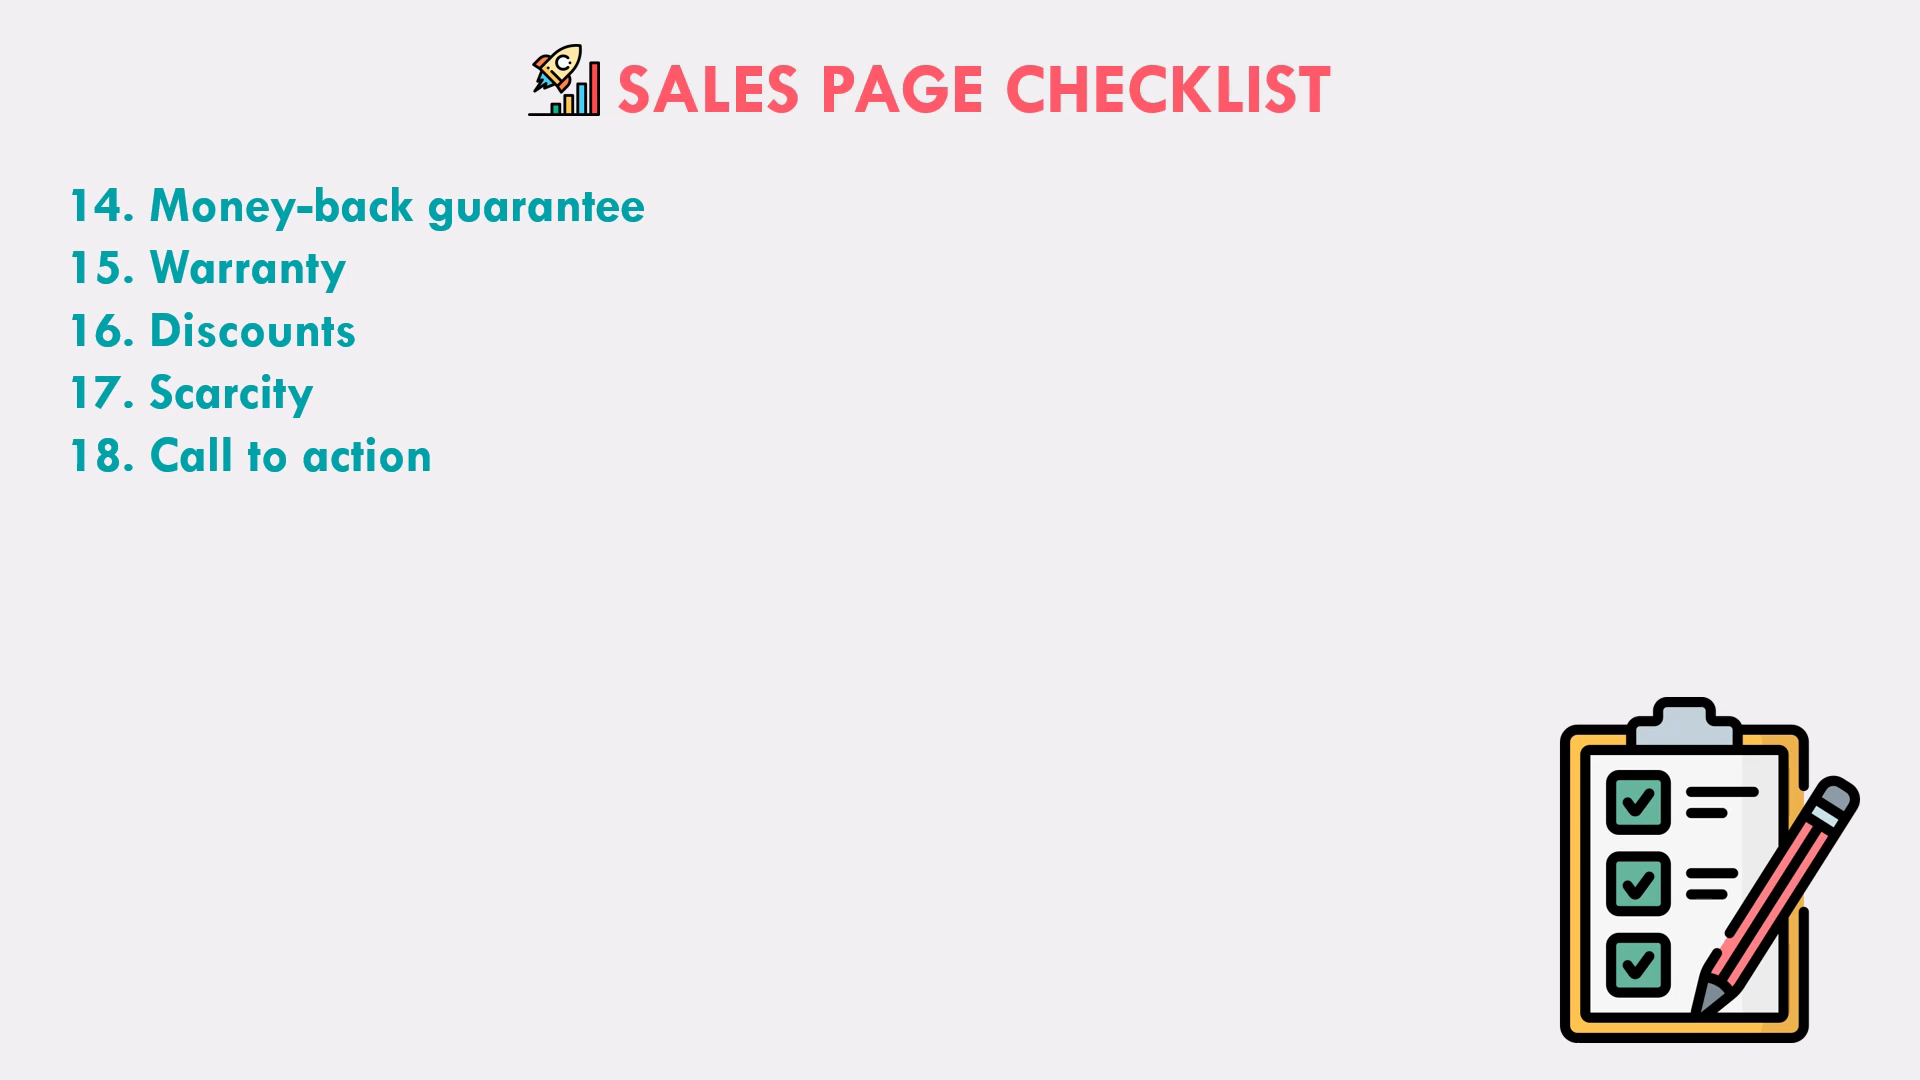 SALES PAGE CHECKLIST
14. Money-back guarantee
15. Warranty
16. Discounts
17. Scarcity
18. Call to action